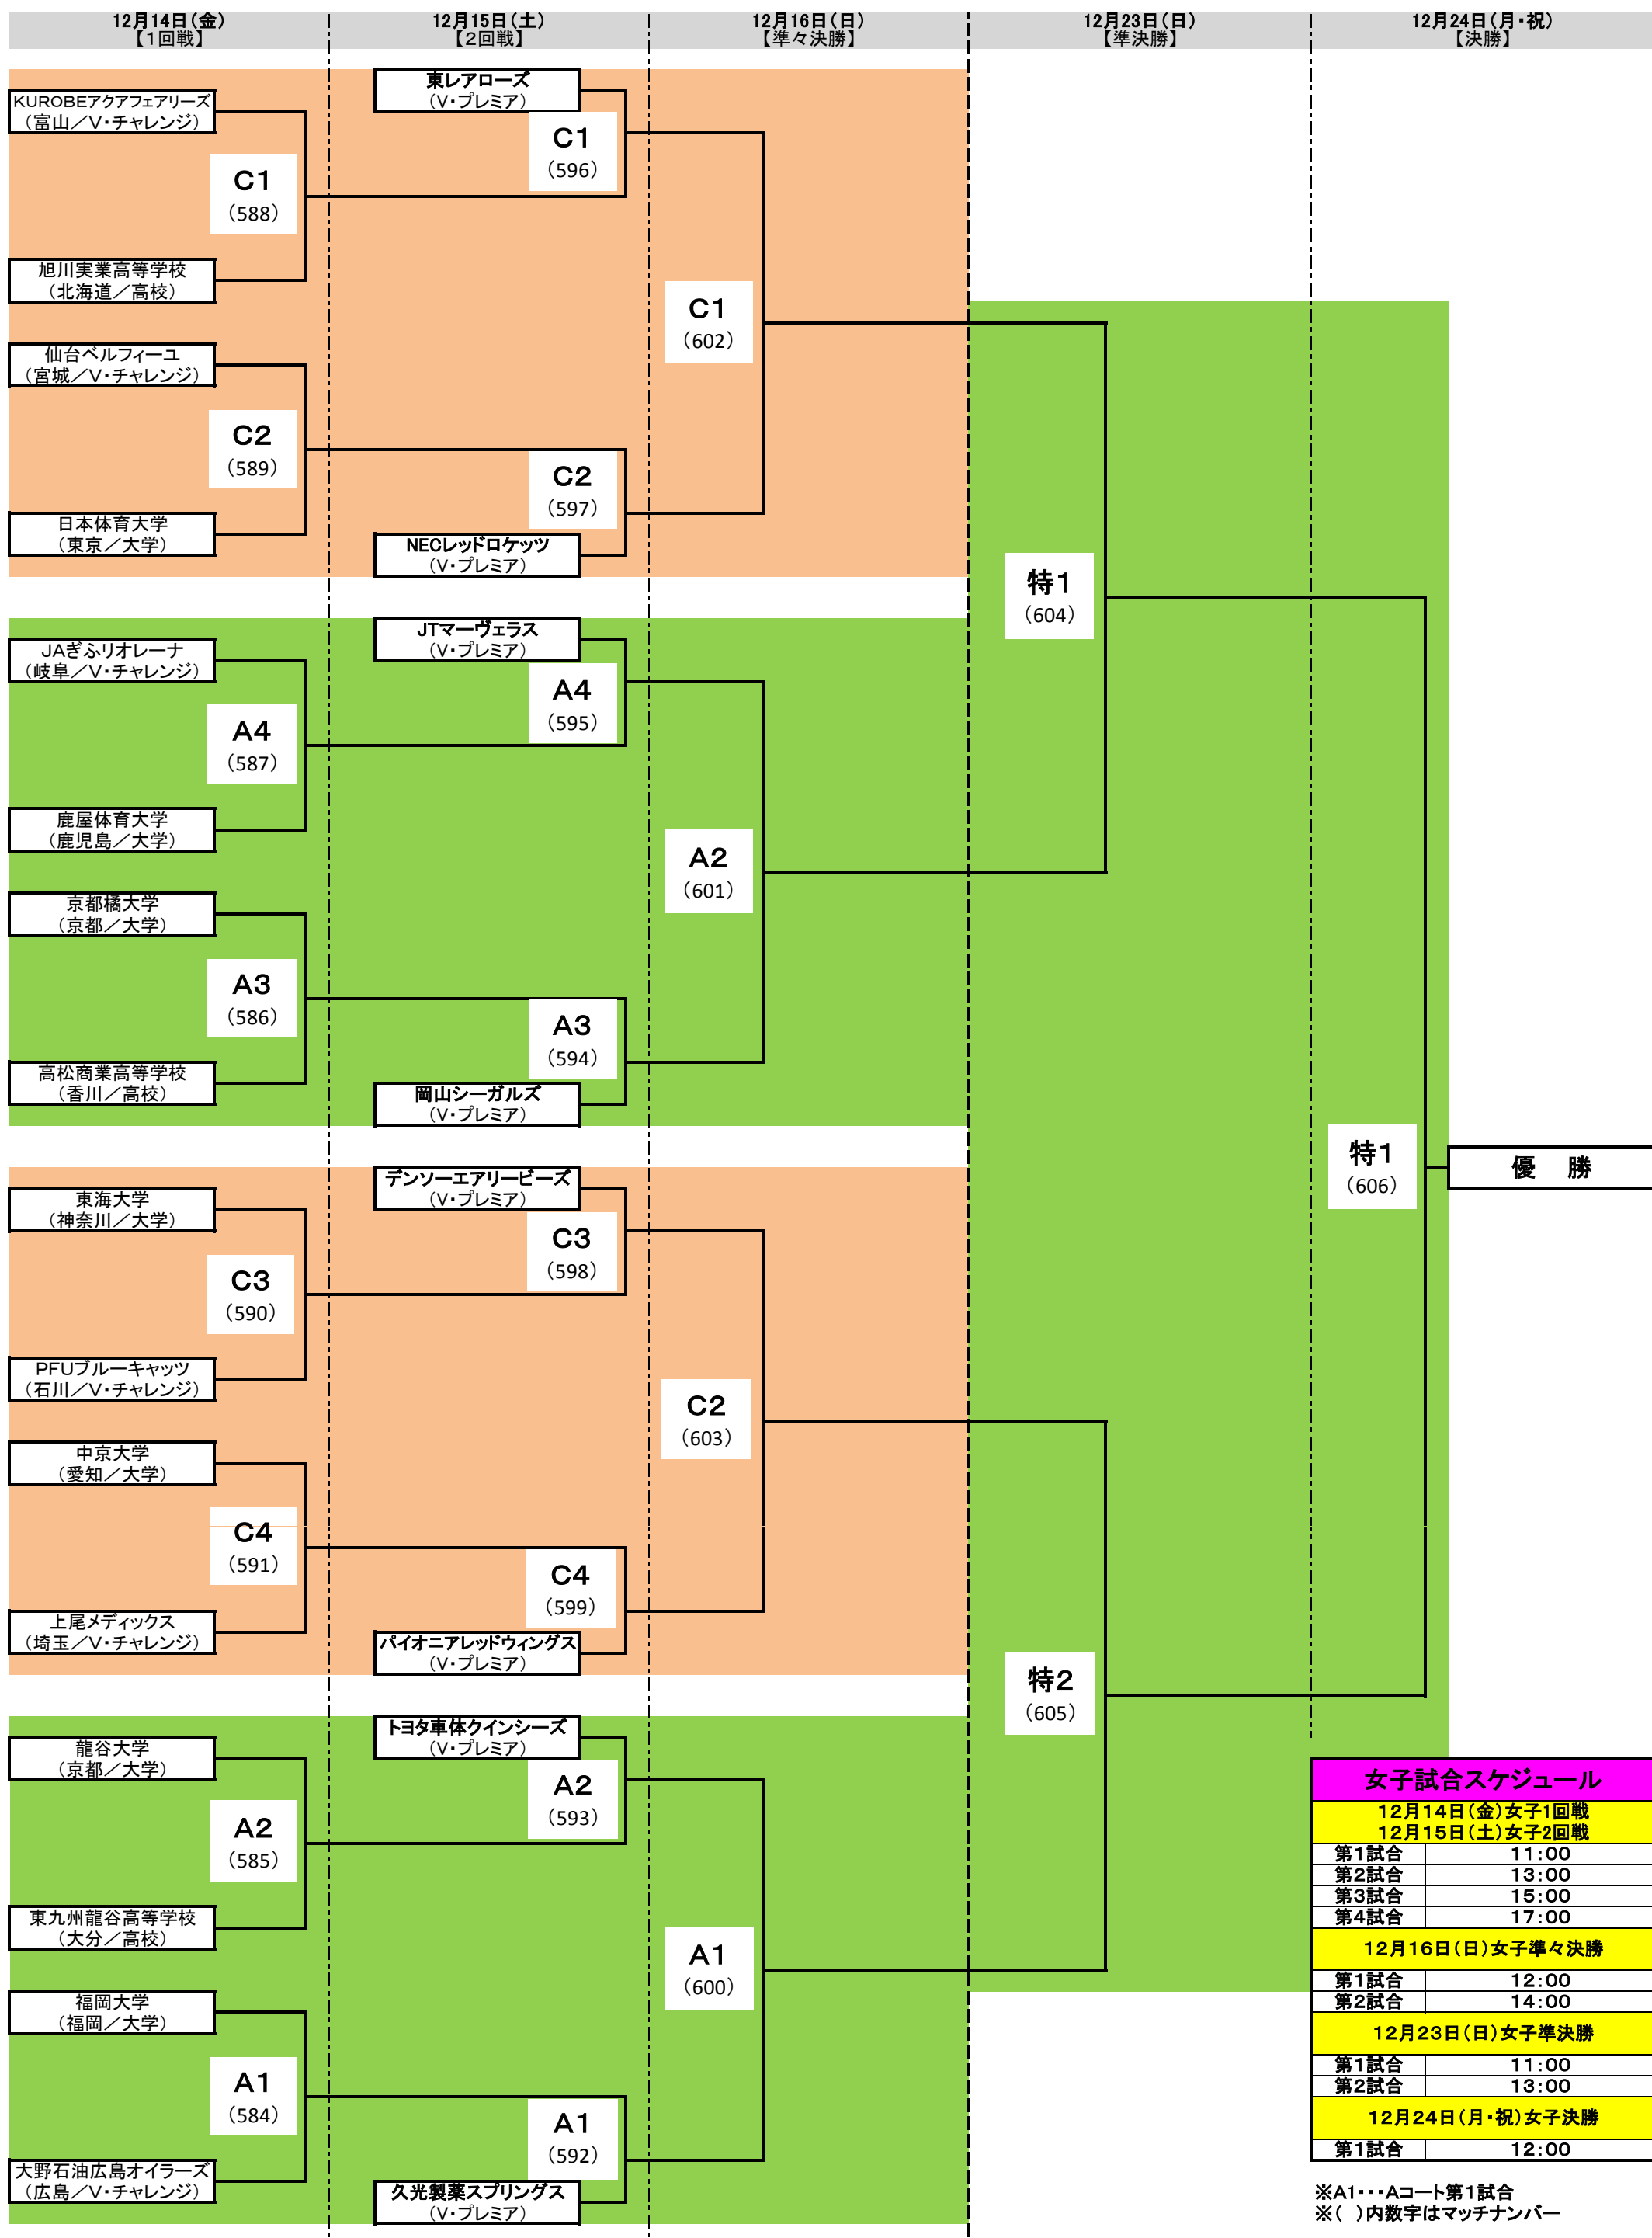 12月14日(金)
【1回戦】
12月15日(土)
【2回戦】
12月16日(日)
【準々決勝】
12月23日(日)
【準決勝】
12月24日(月・祝)
【決勝】
KUROBEアクアフェアリーズ
(富山/V・チャレンジ)
C1
(588)
旭川実業高等学校
(北海道/高校)
仙台ベルフィーユ
(宮城/V・チャレンジ)
C2
(589)
日本体育大学
(東京/大学)
東レアローズ
(V・プレミア)
C1
(596)
C2
(597)
NECレッドロケッツ
(V・プレミア)
C1
(602)
JAぎふリオレーナ
(岐阜/V・チャレンジ)
A4
(587)
鹿屋体育大学
(鹿児島/大学)
京都橘大学
(京都/大学)
A3
(586)
高松商業高等学校
(香川/高校)
JTマーヴェラス
(V・プレミア)
A4
(595)
A3
(594)
岡山シーガルズ
(V・プレミア)
A2
(601)
特1
(604)
東海大学
(神奈川/大学)
C3
(590)
PFUブルーキャッツ
(石川/V・チャレンジ)
中京大学
(愛知/大学)
C4
(591)
上尾メディックス
(埼玉/V・チャレンジ)
デンソーエアリービーズ
(V・プレミア)
C3
(598)
C4
(599)
パイオニアレッドウィングス
(V・プレミア)
C2
(603)
龍谷大学
(京都/大学)
A2
(585)
東九州龍谷高等学校
(大分/高校)
福岡大学
(福岡/大学)
A1
(584)
大野石油広島オイラーズ
(広島/V・チャレンジ)
トヨタ車体クインシーズ
(V・プレミア)
A2
(593)
A1
(592)
久光製薬スプリングス
(V・プレミア)
A1
(600)
特2
(605)
特1
(606)
優 勝
女子試合スケジュール
12月14日(金)女子1回戦
12月15日(土)女子2回戦
第1試合 11:00
第2試合 13:00
第3試合 15:00
第4試合 17:00
12月16日(日)女子準々決勝
第1試合 12:00
第2試合 14:00
12月23日(日)女子準決勝
第1試合 11:00
第2試合 13:00
12月24日(月・祝)女子決勝
第1試合 12:00
※A1・・・Aコート第1試合
※( )内数字はマッチナンバー